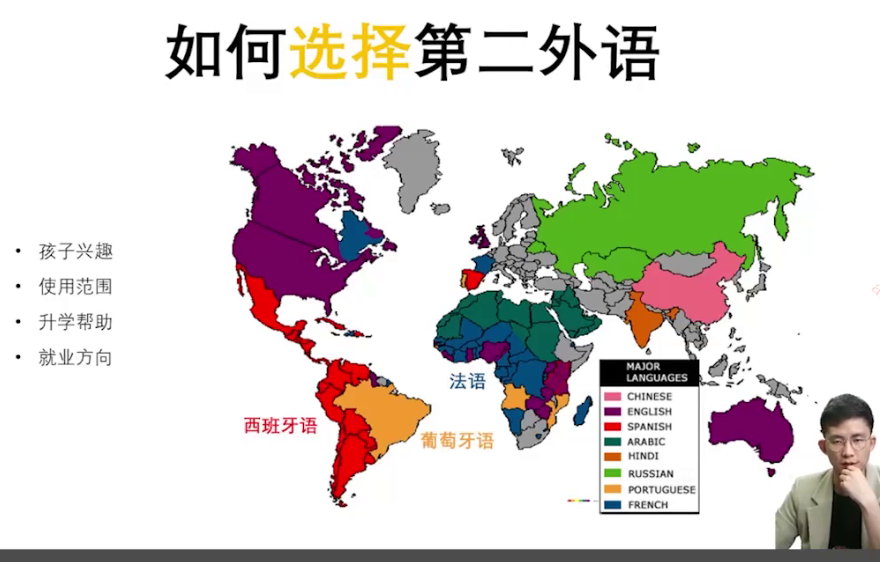 如何选择第二外语
• 孩子兴趣
• 使用范围
• 升学帮助
• 就业方向
法语
西班牙语
葡萄牙语
MAJOR
LANGUAGES
CHINESE
ENGLISH
SPANISH
ARABIC
HINDI
RUSSIAN
PORTUGUESE
FRENCH